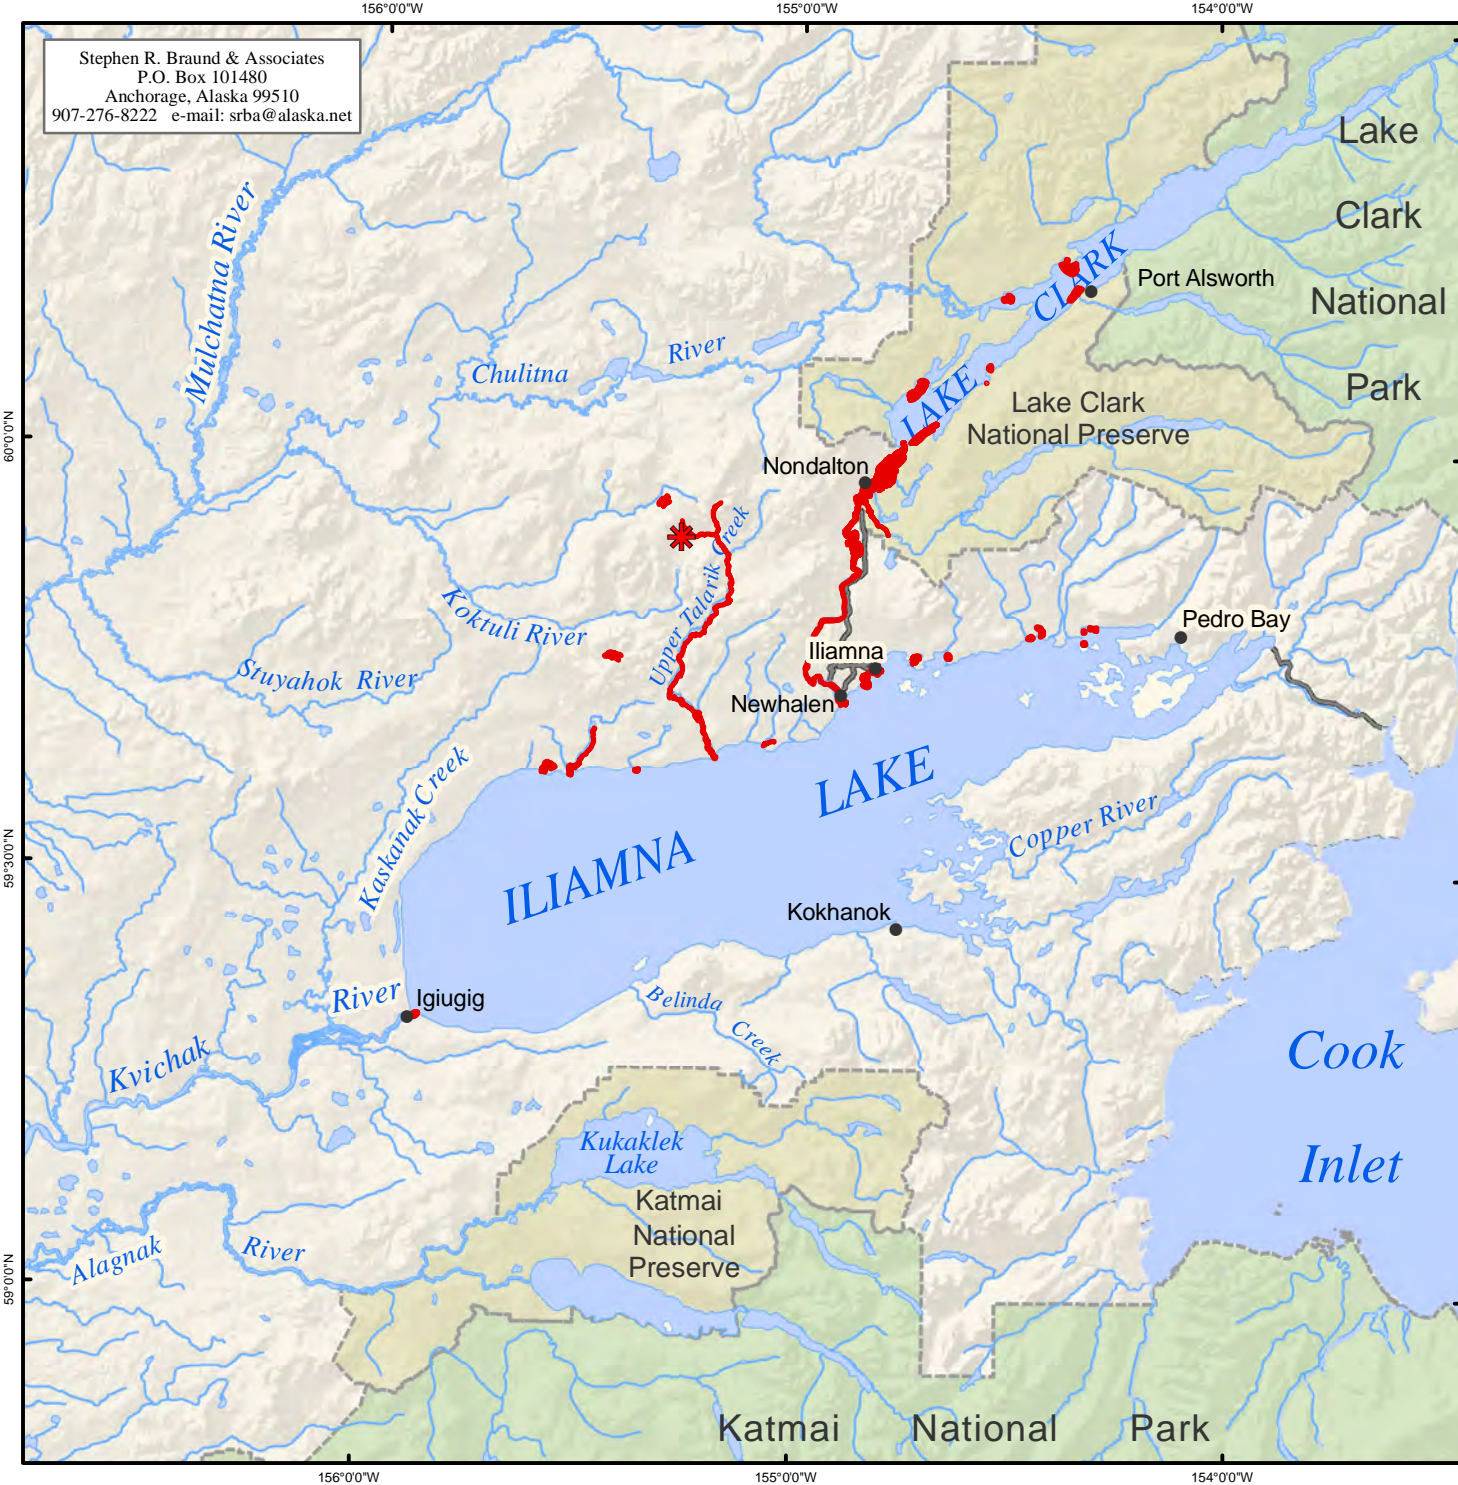 156°0'0"W
155°0'0"W
154°0'0"W
Stephen R. Braund & Associates
P.O. Box 101480
Anchorage, Alaska 99510
907-276-8222 e-mail: srba@alaska.net
Lake
Clark
National
Park
Mulchatna River
LAKE CLARK
Port Alsworth
Chulitna River
Lake Clark
National Preserve
60°0'0"N
Nondalton
Upper Talarik Creek
Koktuli River
Stuyahok River
Pedro Bay
Iliamna
Newhalen
Kaskanak Creek
ILIAMNA LAKE
Copper River
59°30'0"N
Kokhanok
Igiugig
Kvichak River
Belinda Creek
Cook
Inlet
Kukaklek
Lake
Katmai
National
Preserve
Alagnak River
59°0'0"N
Katmai National Park
156°0'0"W
155°0'0"W
154°0'0"W